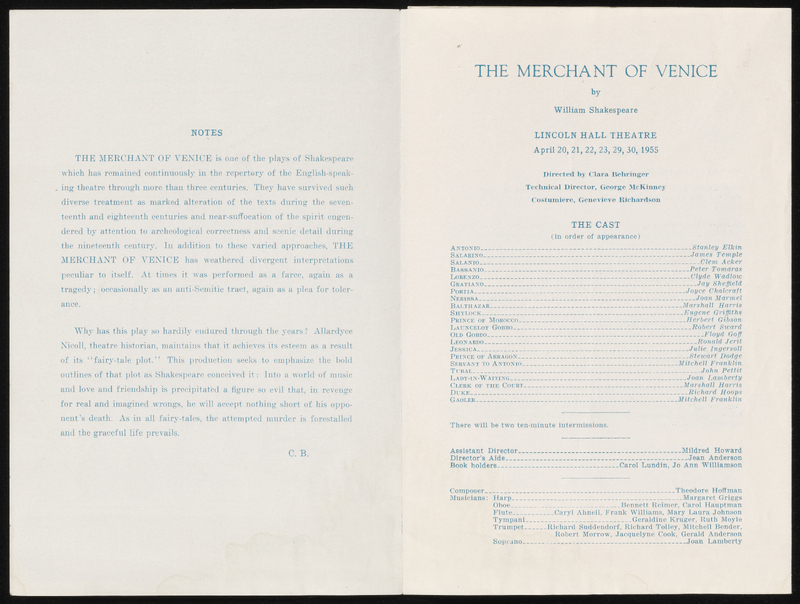 NOTES
THE MERCHANT OF VENICE is one of the plays of Shakespeare
which has remained continuously in the repertory of the English-speak-
ing theatre through more than three centuries. They have survived such
diverse treatment as marked alteration of the texts during the seven-
teenth and eighteenth centuries and near-suffocation of the spirit engen-
dered by attention to archeological correctness and scenic detail during
the nineteenth century. In addition to these varied approaches, THE
MERCHANT OF VENICE has weathered divergent interpretations
peculiar to itself. At times it was performed as a farce, again as a
tragedy; occasionally as an anti-Semitic tract, again as a plea for toler-
ance.
Why has this play so hardily endured through the years? Allardyce
Nicoll, theatre historian, maintains that it achieves its esteem as a result
of its "fairy-tale plot." This production seeks to emphasize the bold
outlines of that plot as Shakespeare conceived it: Into a world of music
and love and friendship is precipitated a figure so evil that, in revenge
for real and imagined wrongs, he will accept nothing short of his oppo-
nent's death. As in all fairy-tales, the attempted murder is forestalled
and the graceful life prevails.
C. B.
THE MERCHANT OF VENICE
by
William Shakespeare
LINCOLN HALL THEATRE
April 20, 21, 22, 23, 29, 30, 1955
Directed by Clara Behringer
Technical Director, George McKinney
Costumiere, Genevieve Richardson
THE CAST
(in order of appearance)
ANTONIO Stanley Elkin
SALARINO James Temple
SALANIO Clem Acker
BASSANIO Peter Tomaras
LORENZO Clyde Wadlow
GRATIANO Jay Sheffield
PORTIA Joyce Chalcraft
NERISSA Joan Marmel
BALTHAZAR Marshall Harris
SHYLOCK Eugene Griffiths
PRINCE OF MOROCCO Herbert Gibson
LAUNCELOT GOBBO Robert Sward
OLD GOBBO Floyd Goff
LEONARDO Ronald Jerit
JESSICA Julie Ingersoll
PRINCE OF ARRAGON Stewart Dodge
SERVANT TO ANTONIO Mitchell Franklin
TUBAL John Pettit
LADY-IN-WAITING Joan Lamberty
CLERK OF THE COURT Marshall Harris
DUKE Richard Hoops
GAOLER Mitchell Franklin
There will be two ten-minute intermissions.
Assistant Director Mildred Howard
Director's Aide Jean Anderson
Book holders Carol Lundin, Jo Ann Williamson
Composer Theodore Hoffman
Musicians: Harp Margaret Griggs
Oboe Bennett Reimer, Carol Hauptman
Flute Caryl Ahnell, Frank Williams, Mary Laura Johnson
Tympani Geraldine Kruger, Ruth Moyle
Trumpet Richard Suddendorf, Richard Tolley, Mitchell Bender,
Robert Morrow, Jacquelyne Cook, Gerald Anderson
Soprano Joan Lamberty